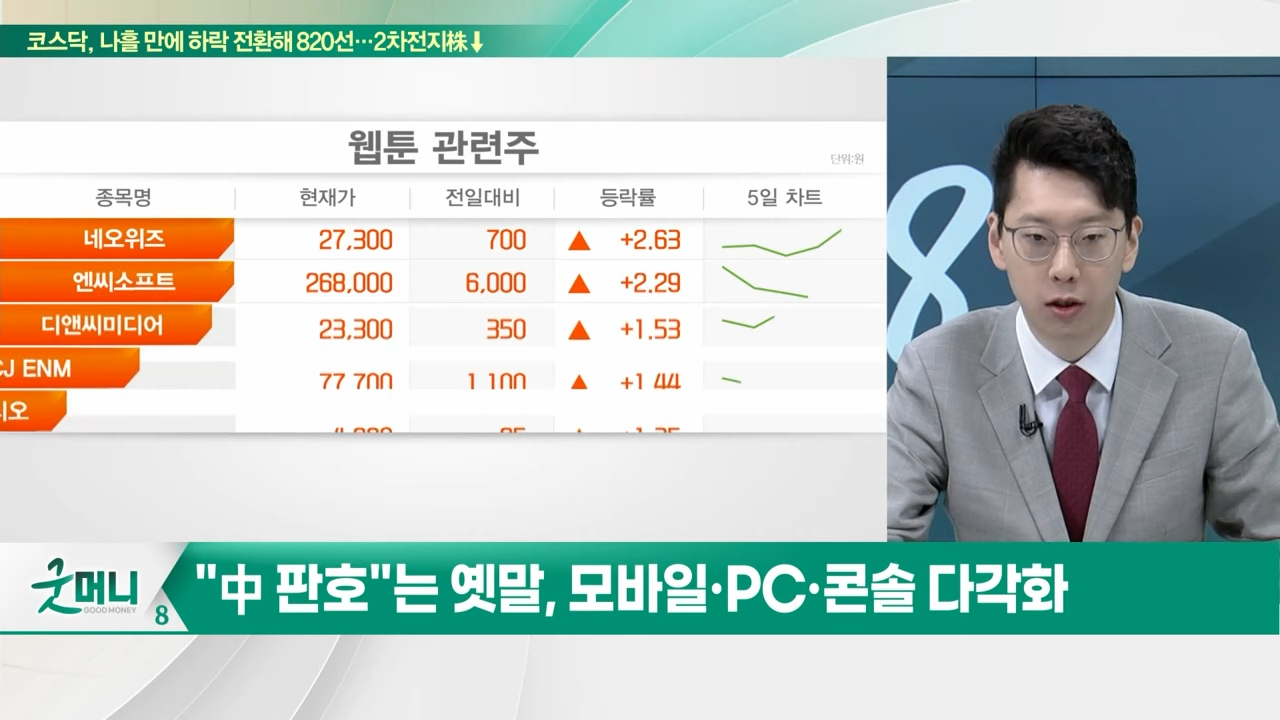 코스닥, 나흘 만에 하락 전환해 820선…2차전지株↓
웹툰 관련주
단위:원
종목명 현재가 전일대비 등락률 5일 차트
네오위즈 27,300 700 ▲ +2.63
엔씨소프트 268,000 6,000 ▲ +2.29
디앤씨미디어 23,300 350 ▲ +1.53
CJ ENM 77,700 1,100 ▲ +1.44
8
굿머니 GOOD MONEY 8
"中 판호"는 옛말, 모바일·PC·콘솔 다각화